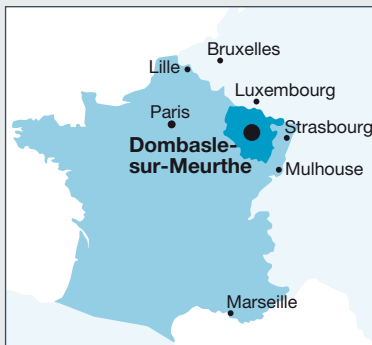 Bruxelles
Lille
Luxembourg
Paris
Strasbourg
Dombasle-
sur-Meurthe
Mulhouse
Marseille